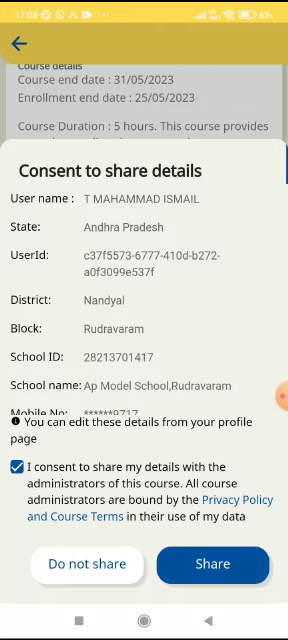 17:08
63%
Course details
Course end date : 31/05/2023
Enrollment end date : 25/05/2023
Course Duration : 5 hours. This course provides
Consent to share details
User name : T MAHAMMAD ISMAIL
State: Andhra Pradesh
UserId: c37f5573-6777-410d-b272-
a0f3099e537f
District: Nandyal
Block: Rudravaram
School ID: 28213701417
School name: Ap Model School,Rudravaram
Mobile No: ******9717
You can edit these details from your profile
page
I consent to share my details with the
administrators of this course. All course
administrators are bound by the Privacy Policy
and Course Terms in their use of my data
Do not share Share